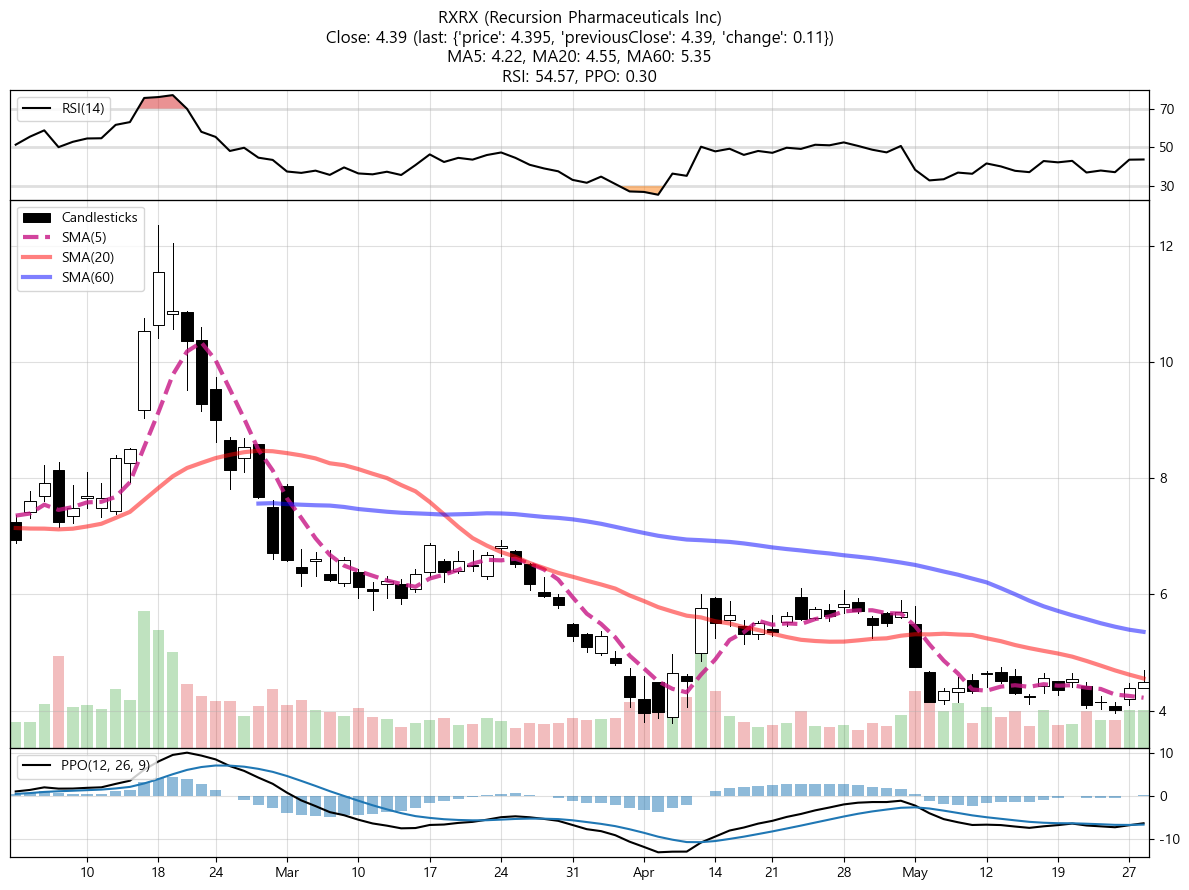 RXRX (Recursion Pharmaceuticals Inc)
Close: 4.39 (last: {'price': 4.395, 'previousClose': 4.39, 'change': 0.11})
MA5: 4.22, MA20: 4.55, MA60: 5.35
RSI: 54.57, PPO: 0.30
RSI(14)
70
50
30
Candlesticks
SMA(5)
SMA(20)
SMA(60)
12
10
8
6
4
PPO(12, 26, 9)
10
0
-10
10 18 24 Mar 10 17 24 31 Apr 14 21 28 May 12 19 27